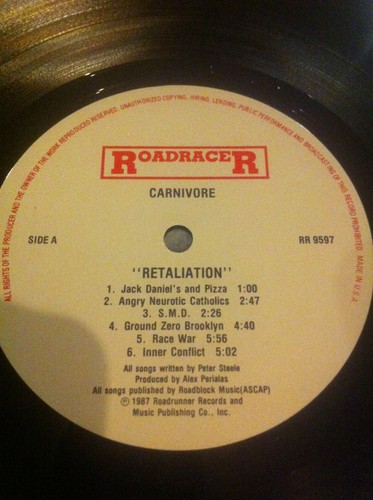 ALL RIGHTS OF THE PRODUCER AND THE OWNER OF THE WORK REPRODUCED RESERVED. UNAUTHORIZED COPYING, HIRING, LENDING, PUBLIC PERFORMANCE AND BROADCASTING OF THIS RECORD PROHIBITED. MADE IN U.S.A.
ROADRACER
CARNIVORE
SIDE A
RR 9597
"RETALIATION"
1. Jack Daniel's and Pizza 1:00
2. Angry Neurotic Catholics 2:47
3. S.M.D. 2:26
4. Ground Zero Brooklyn 4:40
5. Race War 5:56
6. Inner Conflict 5:02
All songs written by Peter Steele
Produced by Alex Perialas
All songs published by Roadblock Music(ASCAP)
℗ 1987 Roadrunner Records and
Music Publishing Co., Inc.